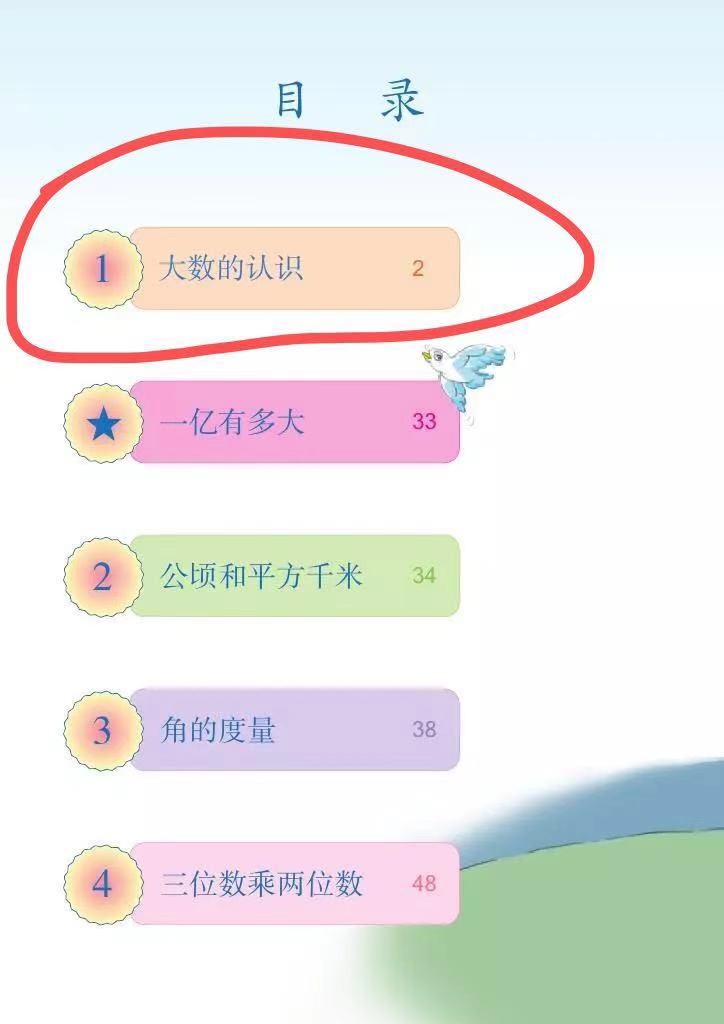 目 录
1 大数的认识 2
★ 一亿有多大 33
2 公顷和平方千米 34
3 角的度量 38
4 三位数乘两位数 48